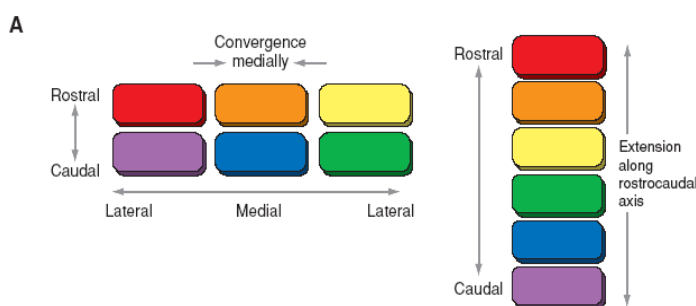 A
Convergence
medially
Rostral
Caudal
Lateral
Medial
Lateral
Rostral
Extension
along
rostrocaudal
axis
Caudal